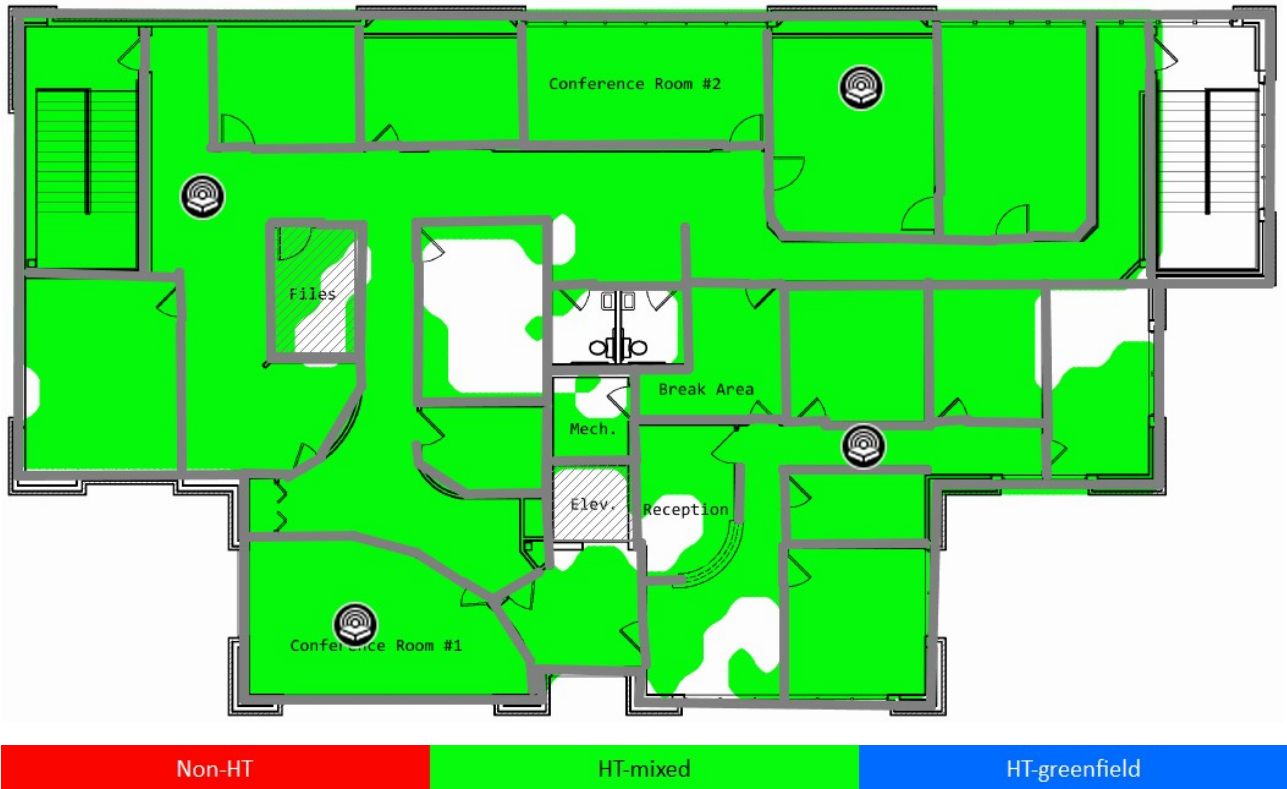 Conference Room #2
Files
Break Area
Mech.
Elev.
Reception
Conference Room #1
Non-HT
HT-mixed
HT-greenfield